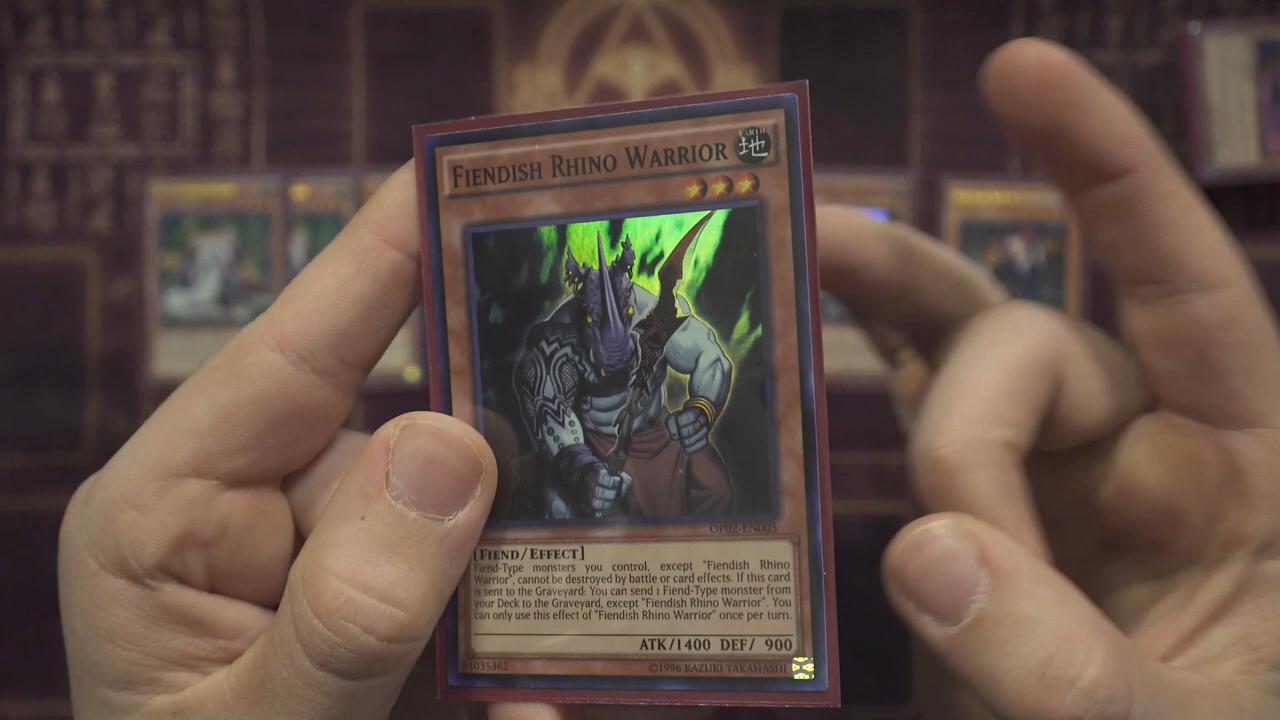 FIENDISH RHINO WARRIOR
EARTH
地
OP02-EN005
[FIEND/EFFECT]
Fiend-Type monsters you control, except "Fiendish Rhino
Warrior", cannot be destroyed by battle or card effects. If this card
is sent to the Graveyard: You can send 1 Fiend-Type monster from
your Deck to the Graveyard, except "Fiendish Rhino Warrior". You
can only use this effect of "Fiendish Rhino Warrior" once per turn.
ATK/1400 DEF/ 900
81035362
©1996 KAZUKI TAKAHASHI